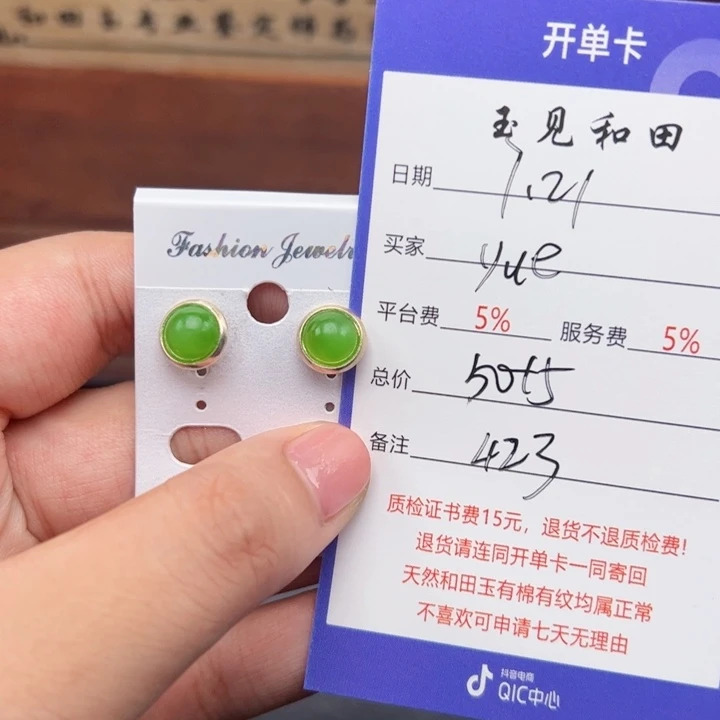 Fashion Jewelr
开单卡
玉见和田
日期 1.21
买家 yue
平台费 5% 服务费 5%
总价 50+5
备注 423
质检证书费15元，退货不退质检费!
退货请连同开单卡一同寄回
天然和田玉有棉有纹均属正常
不喜欢可申请七天无理由
抖音电商
QIC中心